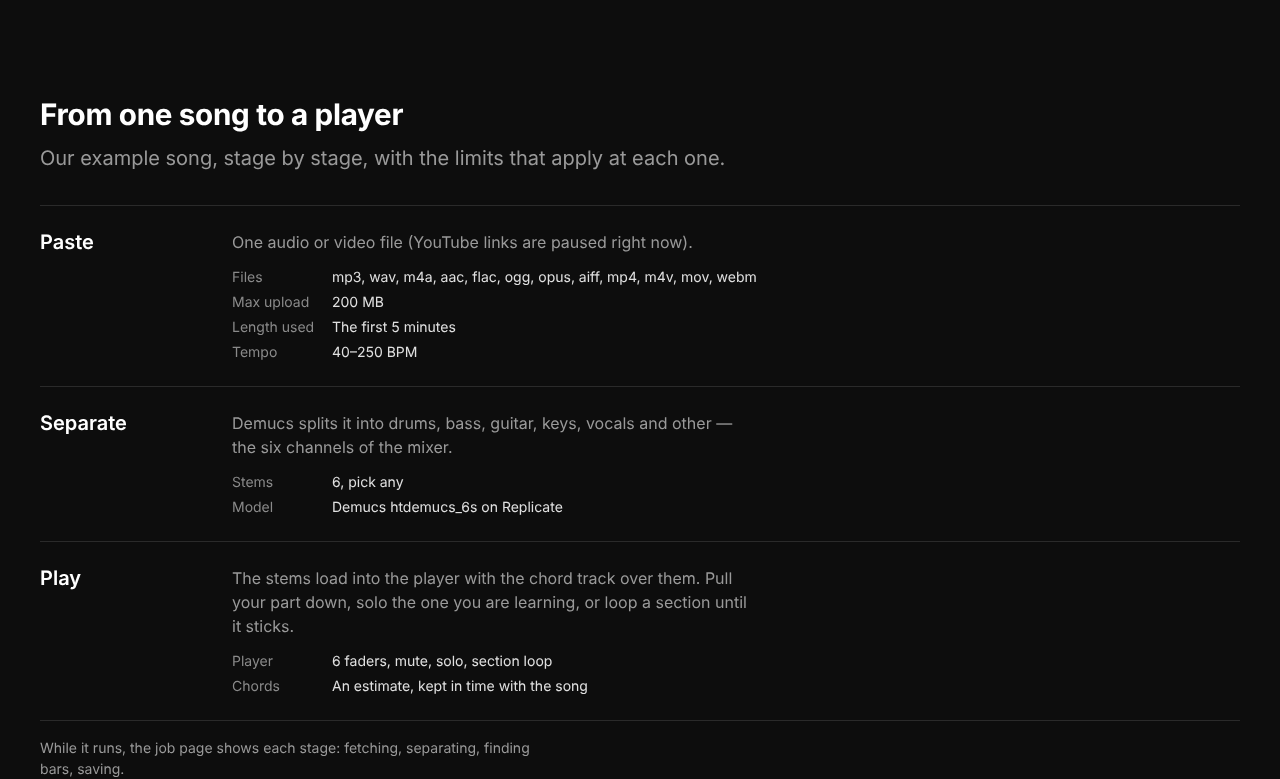 From one song to a player
Our example song, stage by stage, with the limits that apply at each one.
Paste
One audio or video file (YouTube links are paused right now).
Files mp3, wav, m4a, aac, flac, ogg, opus, aiff, mp4, m4v, mov, webm
Max upload 200 MB
Length used The first 5 minutes
Tempo 40–250 BPM
Separate
Demucs splits it into drums, bass, guitar, keys, vocals and other —
the six channels of the mixer.
Stems 6, pick any
Model Demucs htdemucs_6s on Replicate
Play
The stems load into the player with the chord track over them. Pull
your part down, solo the one you are learning, or loop a section until
it sticks.
Player 6 faders, mute, solo, section loop
Chords An estimate, kept in time with the song
While it runs, the job page shows each stage: fetching, separating, finding
bars, saving.